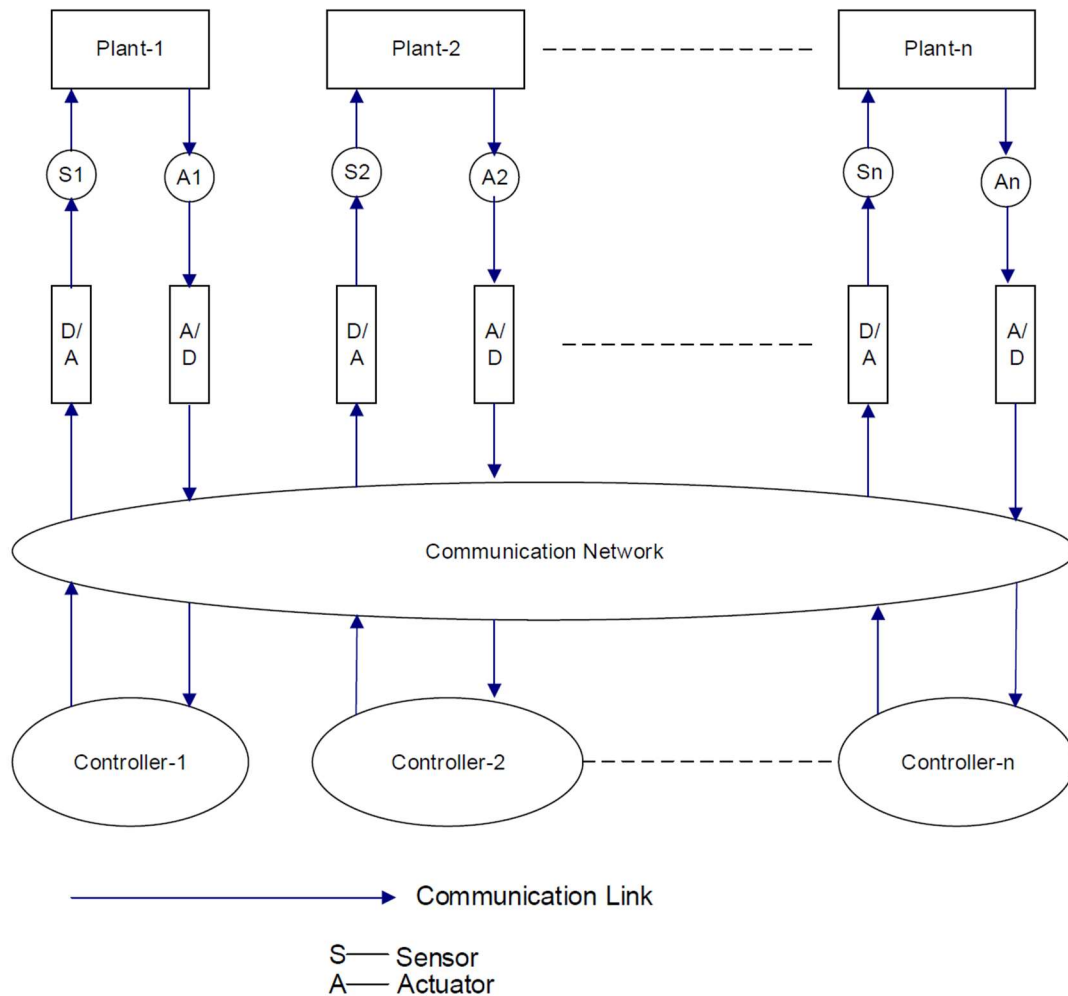 Plant-1
Plant-2
Plant-n
S1
A1
S2
A2
Sn
An
D/
A
A/
D
D/
A
A/
D
D/
A
A/
D
Communication Network
Controller-1
Controller-2
Controller-n
Communication Link
S— Sensor
A— Actuator